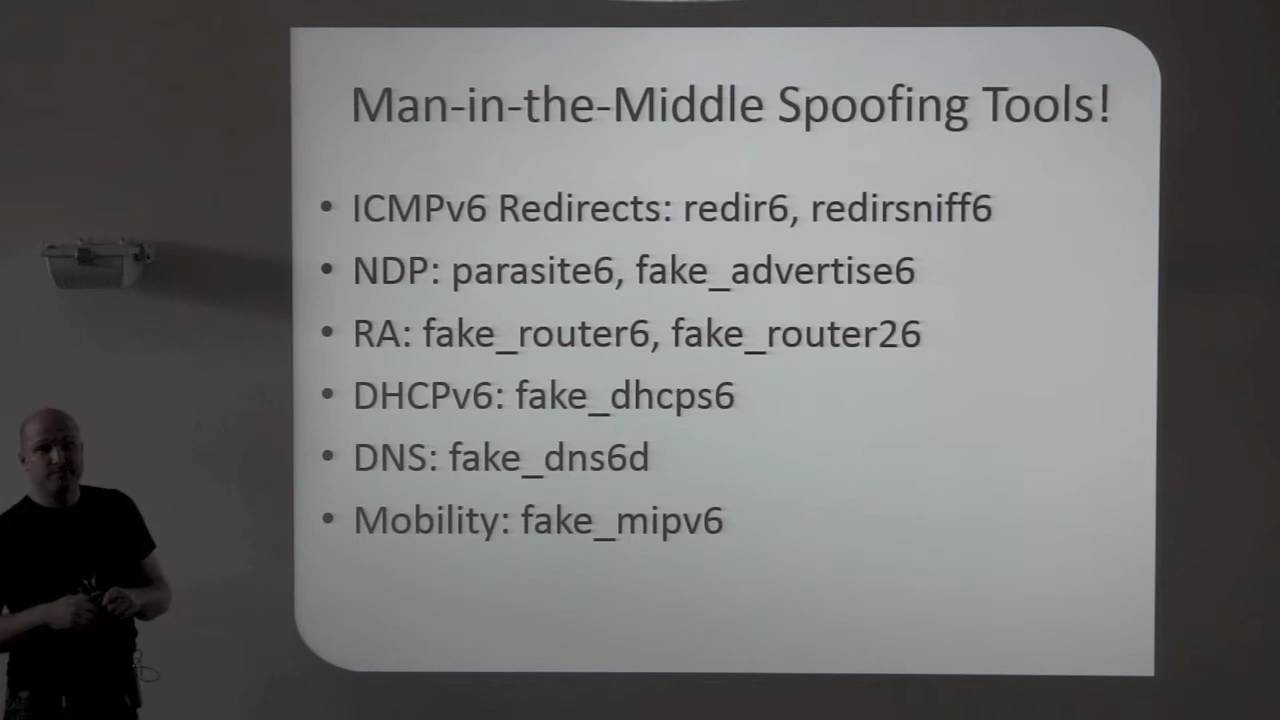 Man-in-the-Middle Spoofing Tools!
• ICMPv6 Redirects: redir6, redirsniff6
• NDP: parasite6, fake_advertise6
• RA: fake_router6, fake_router26
• DHCPv6: fake_dhcps6
• DNS: fake_dns6d
• Mobility: fake_mipv6